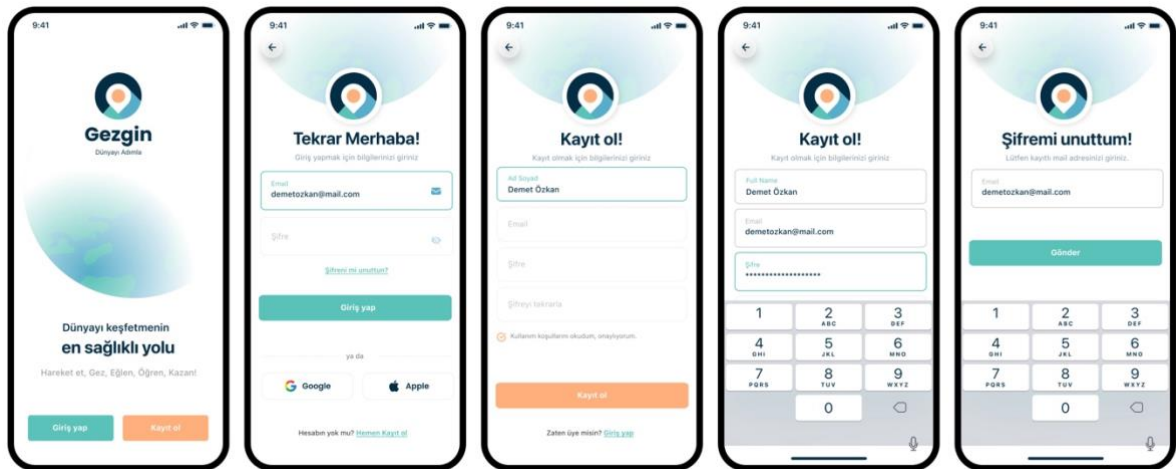 9:41
Gezgin
Dünyayı Adımla
Dünyayı keşfetmenin
en sağlıklı yolu
Hareket et, Gez, Eğlen, Öğren, Kazan!
Giriş yap
Kayıt ol
9:41
Tekrar Merhaba!
Giriş yapmak için bilgilerinizi giriniz
Email
demetozkan@mail.com
Şifre
Şifreni mi unuttun?
Giriş yap
ya da
Google
Apple
Hesabın yok mu? Hemen Kayıt ol
9:41
Kayıt ol!
Kayıt olmak için bilgilerinizi giriniz
Ad Soyad
Demet Özkan
Email
Şifre
Şifreyi tekrarla
Kullanım koşullarını okudum, onaylıyorum.
Kayıt ol
Zaten üye misin? Giriş yap
9:41
Kayıt ol!
Kayıt olmak için bilgilerinizi giriniz
Full Name
Demet Özkan
Email
demetozkan@mail.com
Şifre
1
2 ABC
3 DEF
4 GHI
5 JKL
6 MNO
7 PQRS
8 TUV
9 WXYZ
0
9:41
Şifremi unuttum!
Lütfen kayıtlı mail adresinizi giriniz.
Email
demetozkan@mail.com
Gönder
1
2 ABC
3 DEF
4 GHI
5 JKL
6 MNO
7 PQRS
8 TUV
9 WXYZ
0